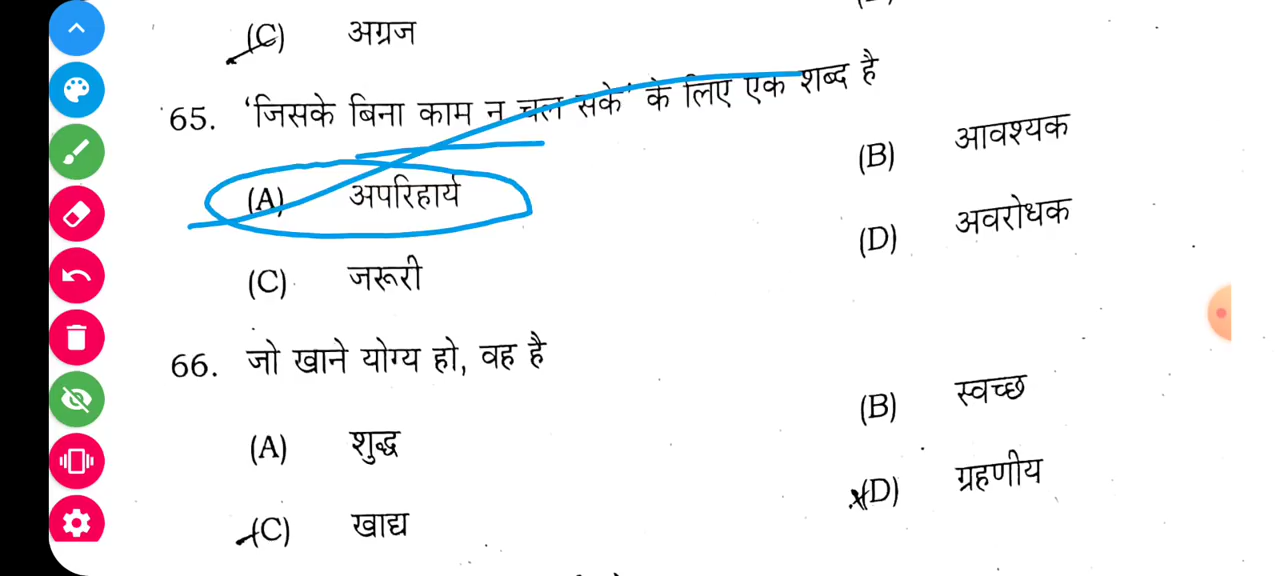 (C) अग्रज
65. 'जिसके बिना काम न चल सके' के लिए एक शब्द है
(A) अपरिहार्य (B) आवश्यक
(C) जरूरी (D) अवरोधक
66. जो खाने योग्य हो, वह है
(A) शुद्ध (B) स्वच्छ
(C) खाद्य (D) ग्रहणीय